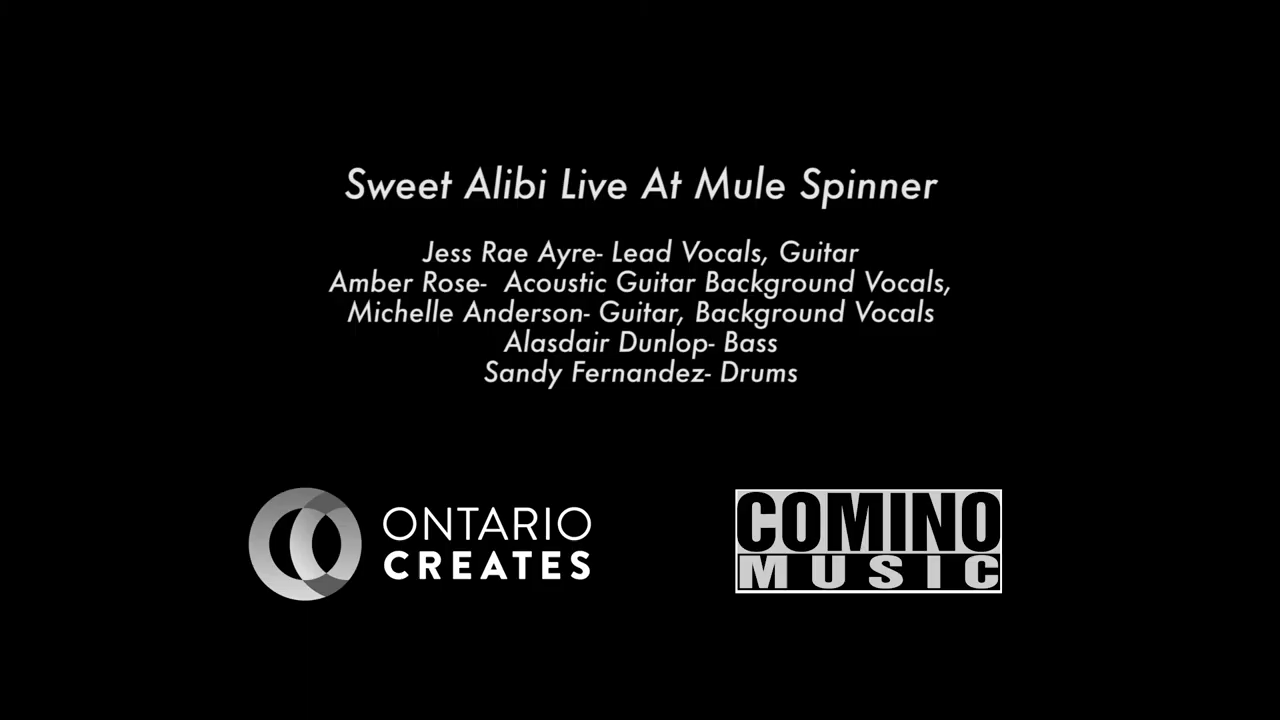 Sweet Alibi Live At Mule Spinner
Jess Rae Ayre- Lead Vocals, Guitar
Amber Rose-  Acoustic Guitar Background Vocals,
Michelle Anderson- Guitar, Background Vocals
Alasdair Dunlop- Bass
Sandy Fernandez- Drums
ONTARIO
CREATES
COMINO
MUSIC